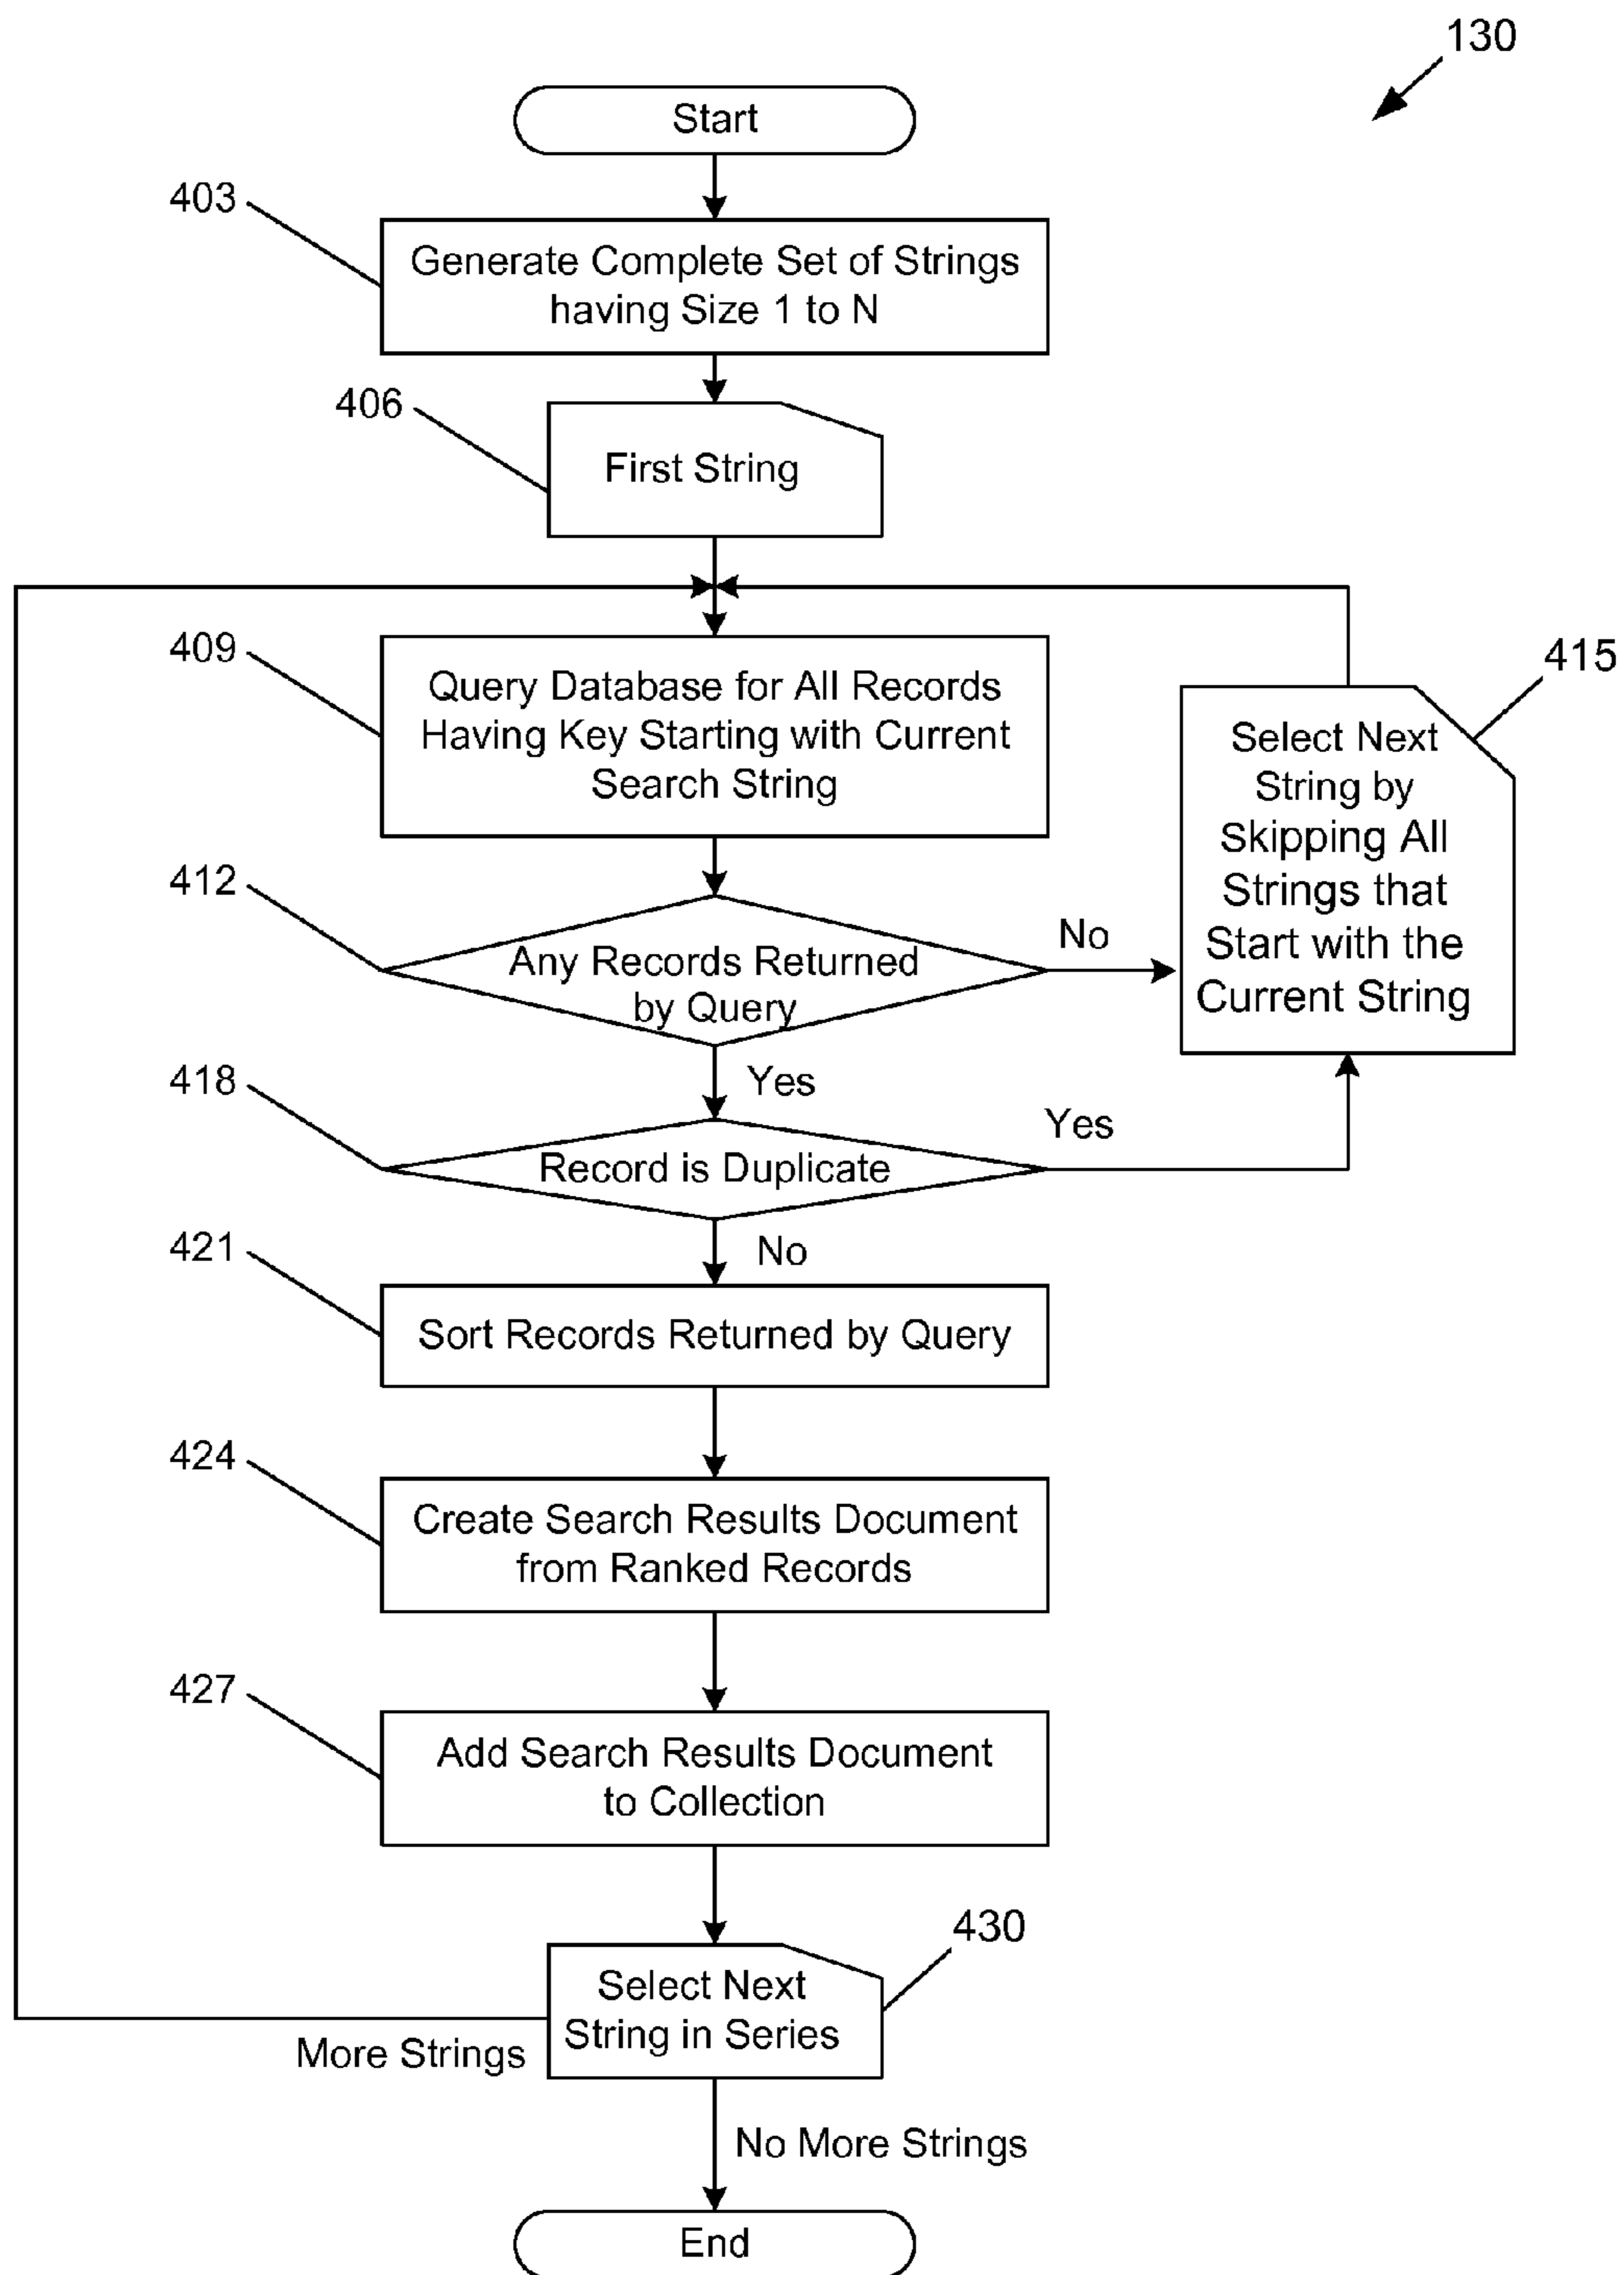 130
Start
403
Generate Complete Set of Strings
having Size 1 to N
406
First String
409
Query Database for All Records
Having Key Starting with Current
Search String
415
Select Next
String by
Skipping All
Strings that
Start with the
Current String
412
Any Records Returned
by Query
No
Yes
418
Record is Duplicate
Yes
No
421
Sort Records Returned by Query
424
Create Search Results Document
from Ranked Records
427
Add Search Results Document
to Collection
430
Select Next
String in Series
More Strings
No More Strings
End